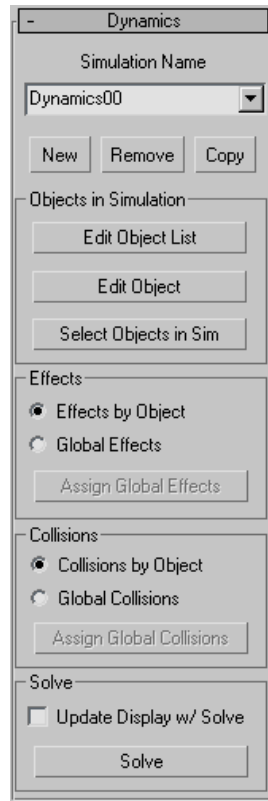 - Dynamics
Simulation Name
Dynamics00
New Remove Copy
Objects in Simulation
Edit Object List
Edit Object
Select Objects in Sim
Effects
Effects by Object
Global Effects
Assign Global Effects
Collisions
Collisions by Object
Global Collisions
Assign Global Collisions
Solve
Update Display w/ Solve
Solve